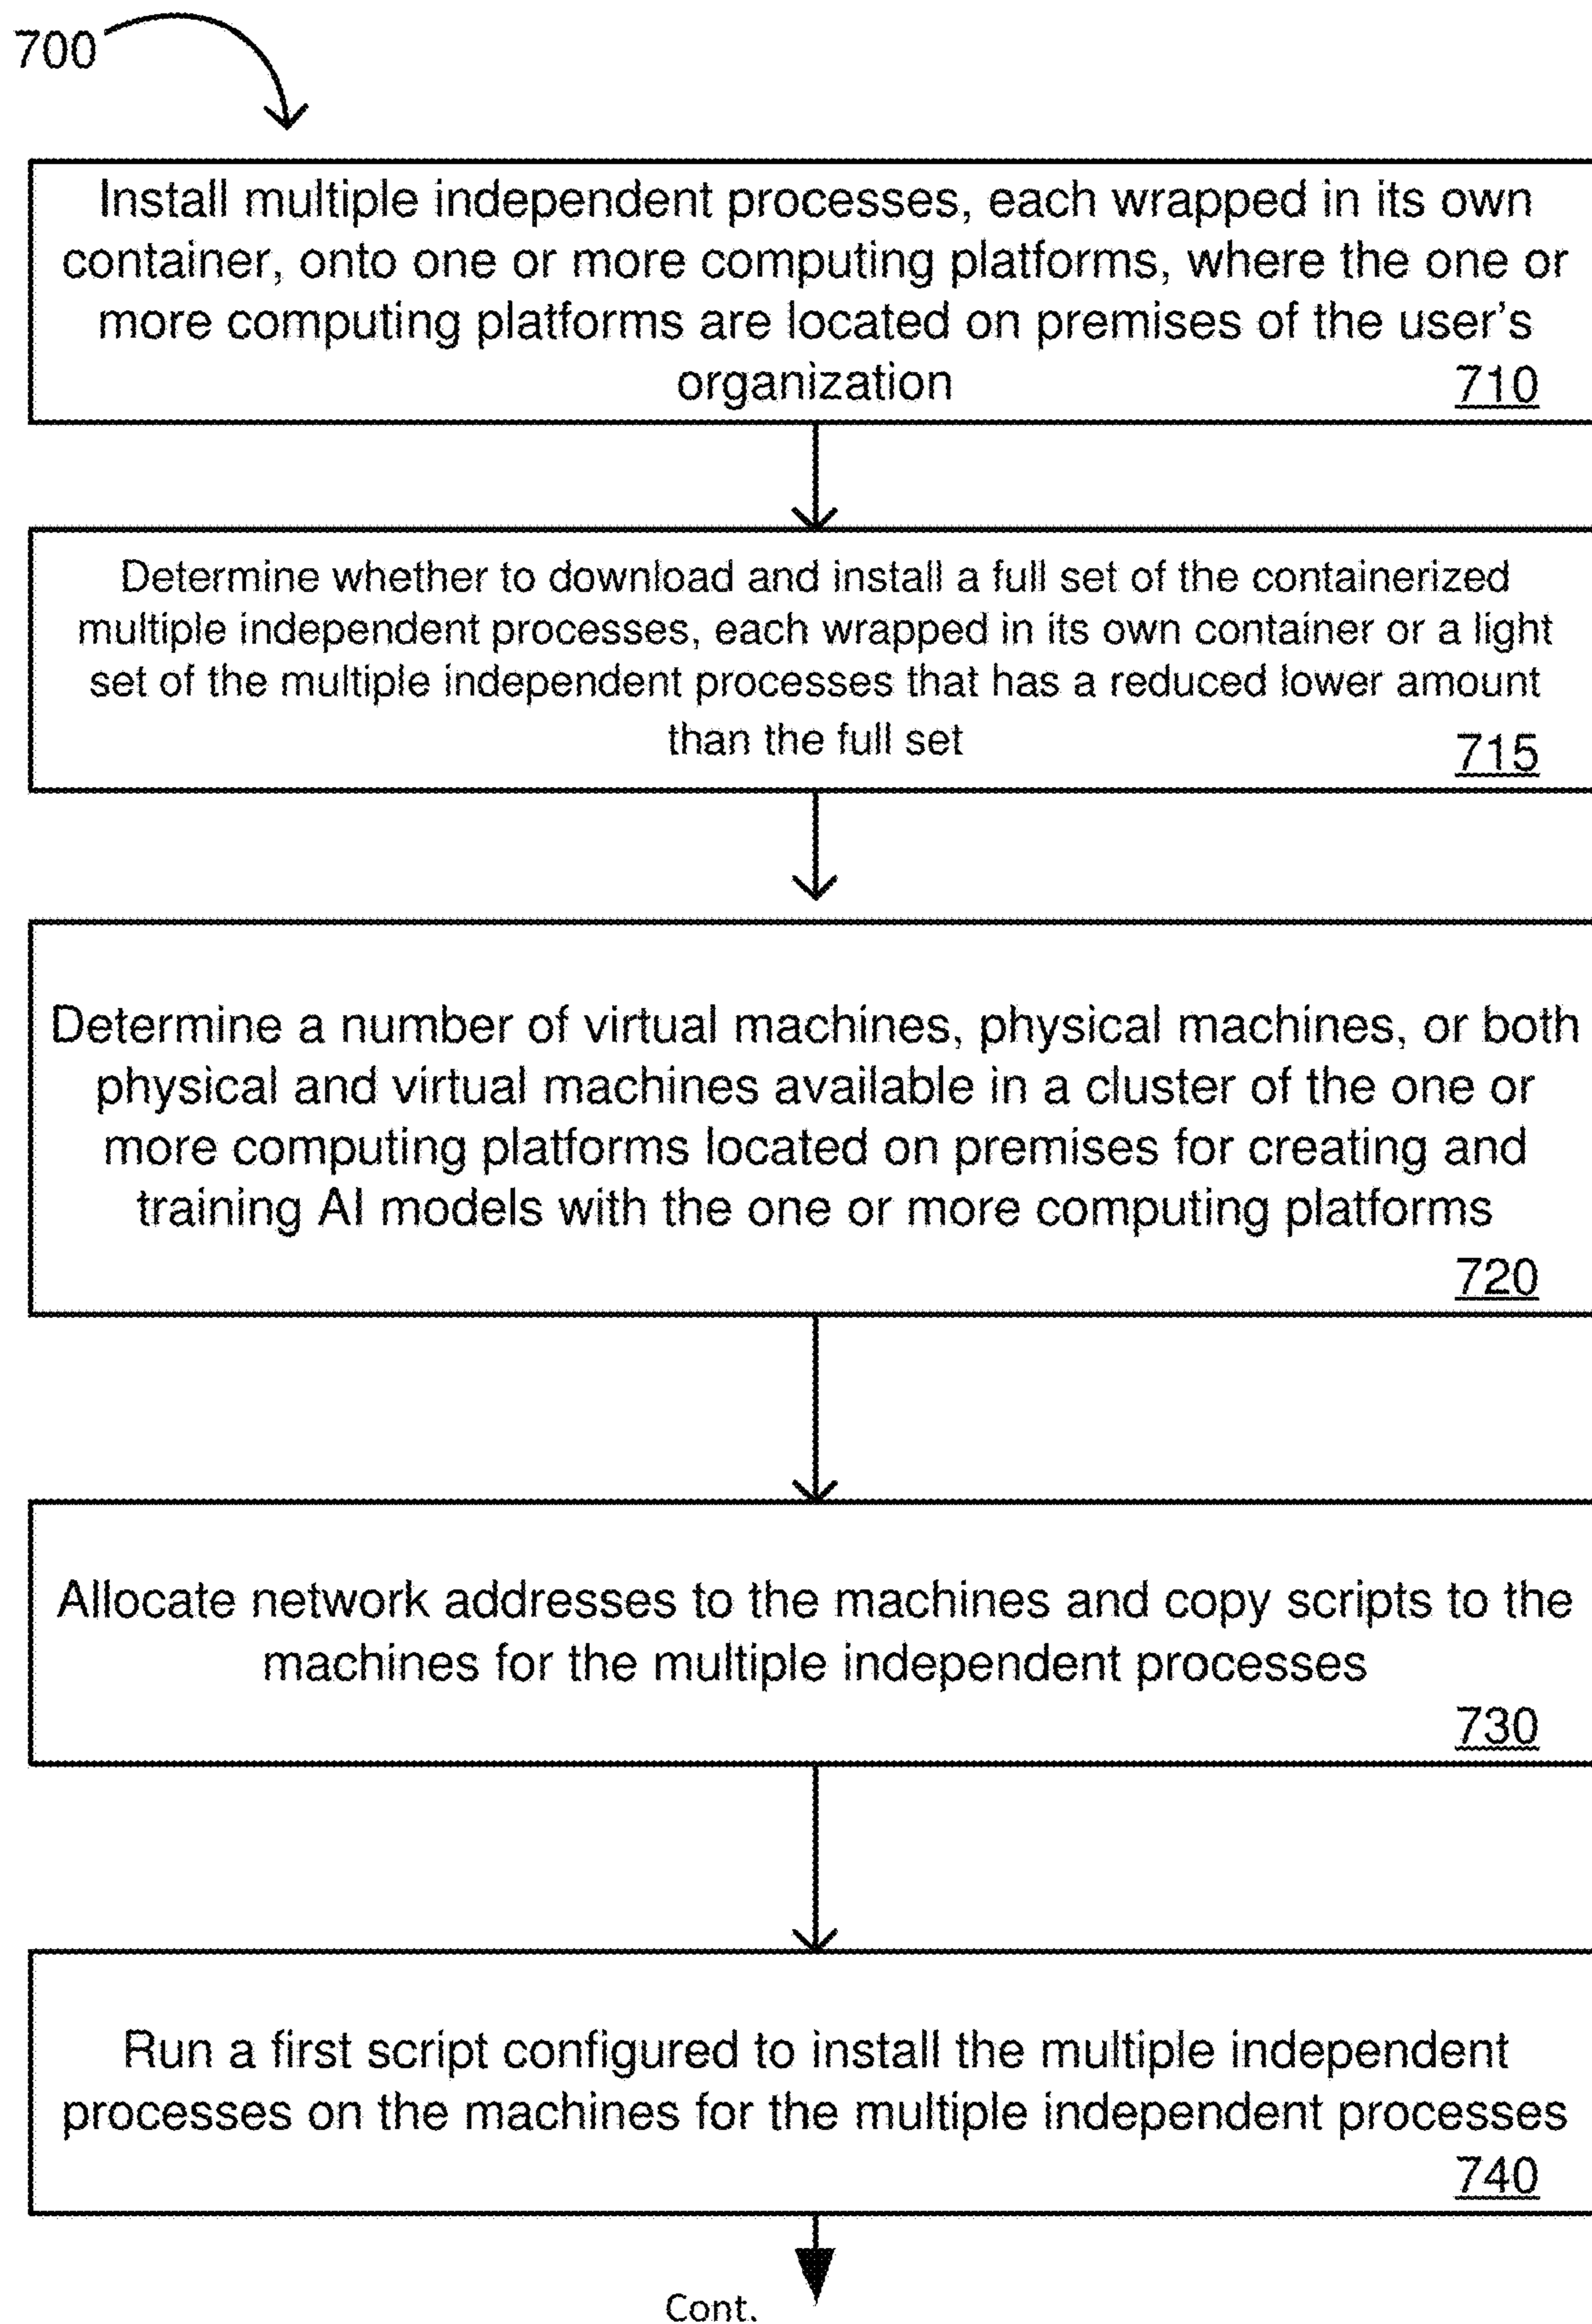 700
Install multiple independent processes, each wrapped in its own
container, onto one or more computing platforms, where the one or
more computing platforms are located on premises of the user's
organization
710
Determine whether to download and install a full set of the containerized
multiple independent processes, each wrapped in its own container or a light
set of the multiple independent processes that has a reduced lower amount
than the full set
715
Determine a number of virtual machines, physical machines, or both
physical and virtual machines available in a cluster of the one or
more computing platforms located on premises for creating and
training AI models with the one or more computing platforms
720
Allocate network addresses to the machines and copy scripts to the
machines for the multiple independent processes
730
Run a first script configured to install the multiple independent
processes on the machines for the multiple independent processes
740
Cont.